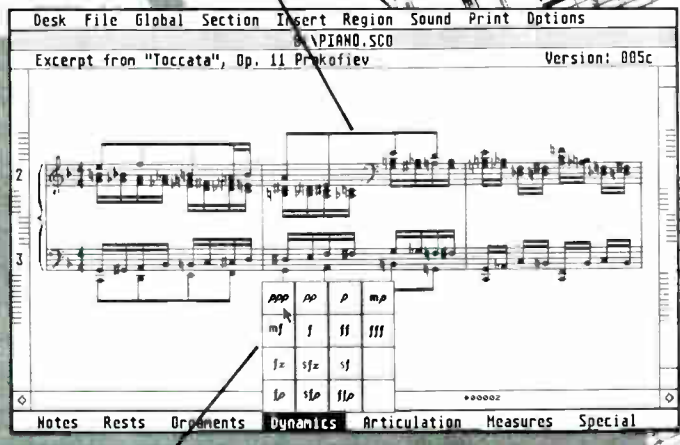 Desk File Global Section Insert Region Sound Print Options
\PIANO.SCO
Excerpt from "Toccata", Op. 11 Prokofiev Version: 005c
2
3
ppp pp p mp
mf f ff fff
fz sfz sf
fp sfp ffp
+00002
Notes Rests Ornaments Dynamics Articulation Measures Special